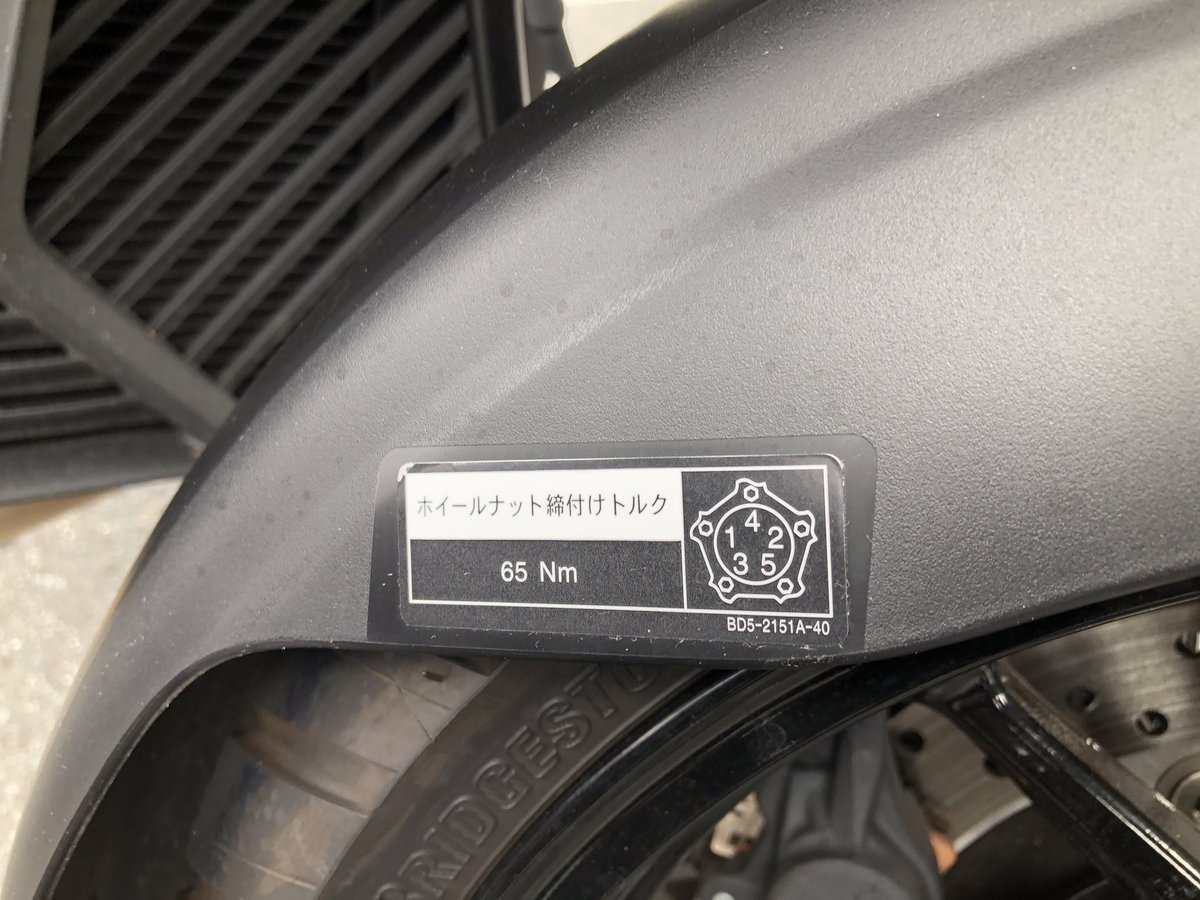 ホイールナット締付けトルク
65 Nm
4
1 2
3 5
BD5-2151A-40
BRIDGESTO